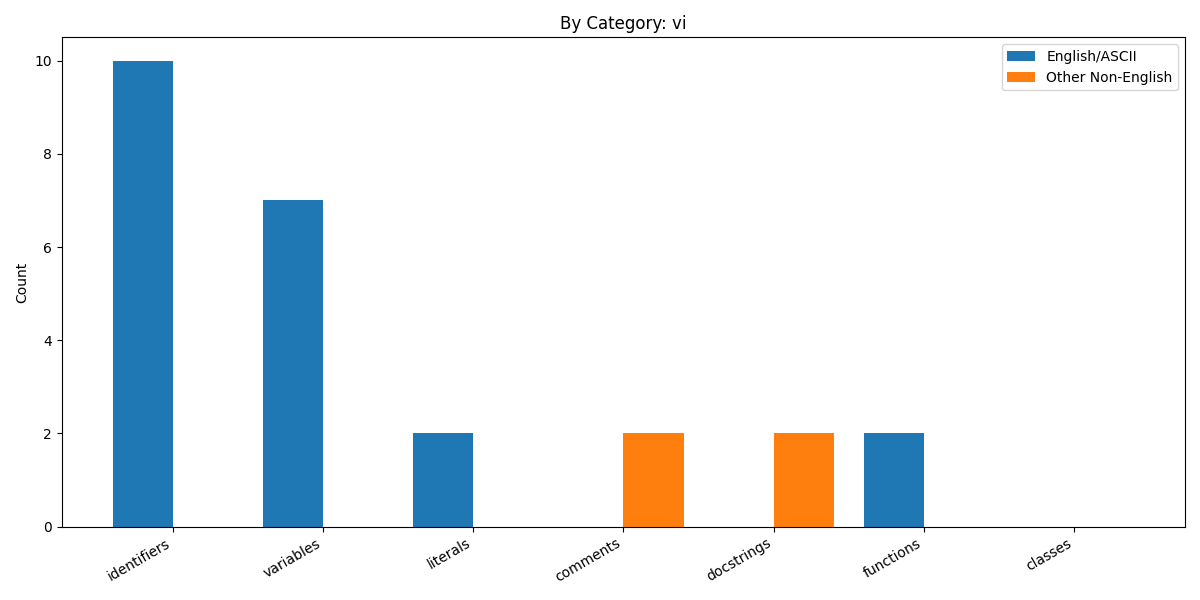 By Category: vi
English/ASCII
Other Non-English
Count
10
8
6
4
2
0
identifiers
variables
literals
comments
docstrings
functions
classes